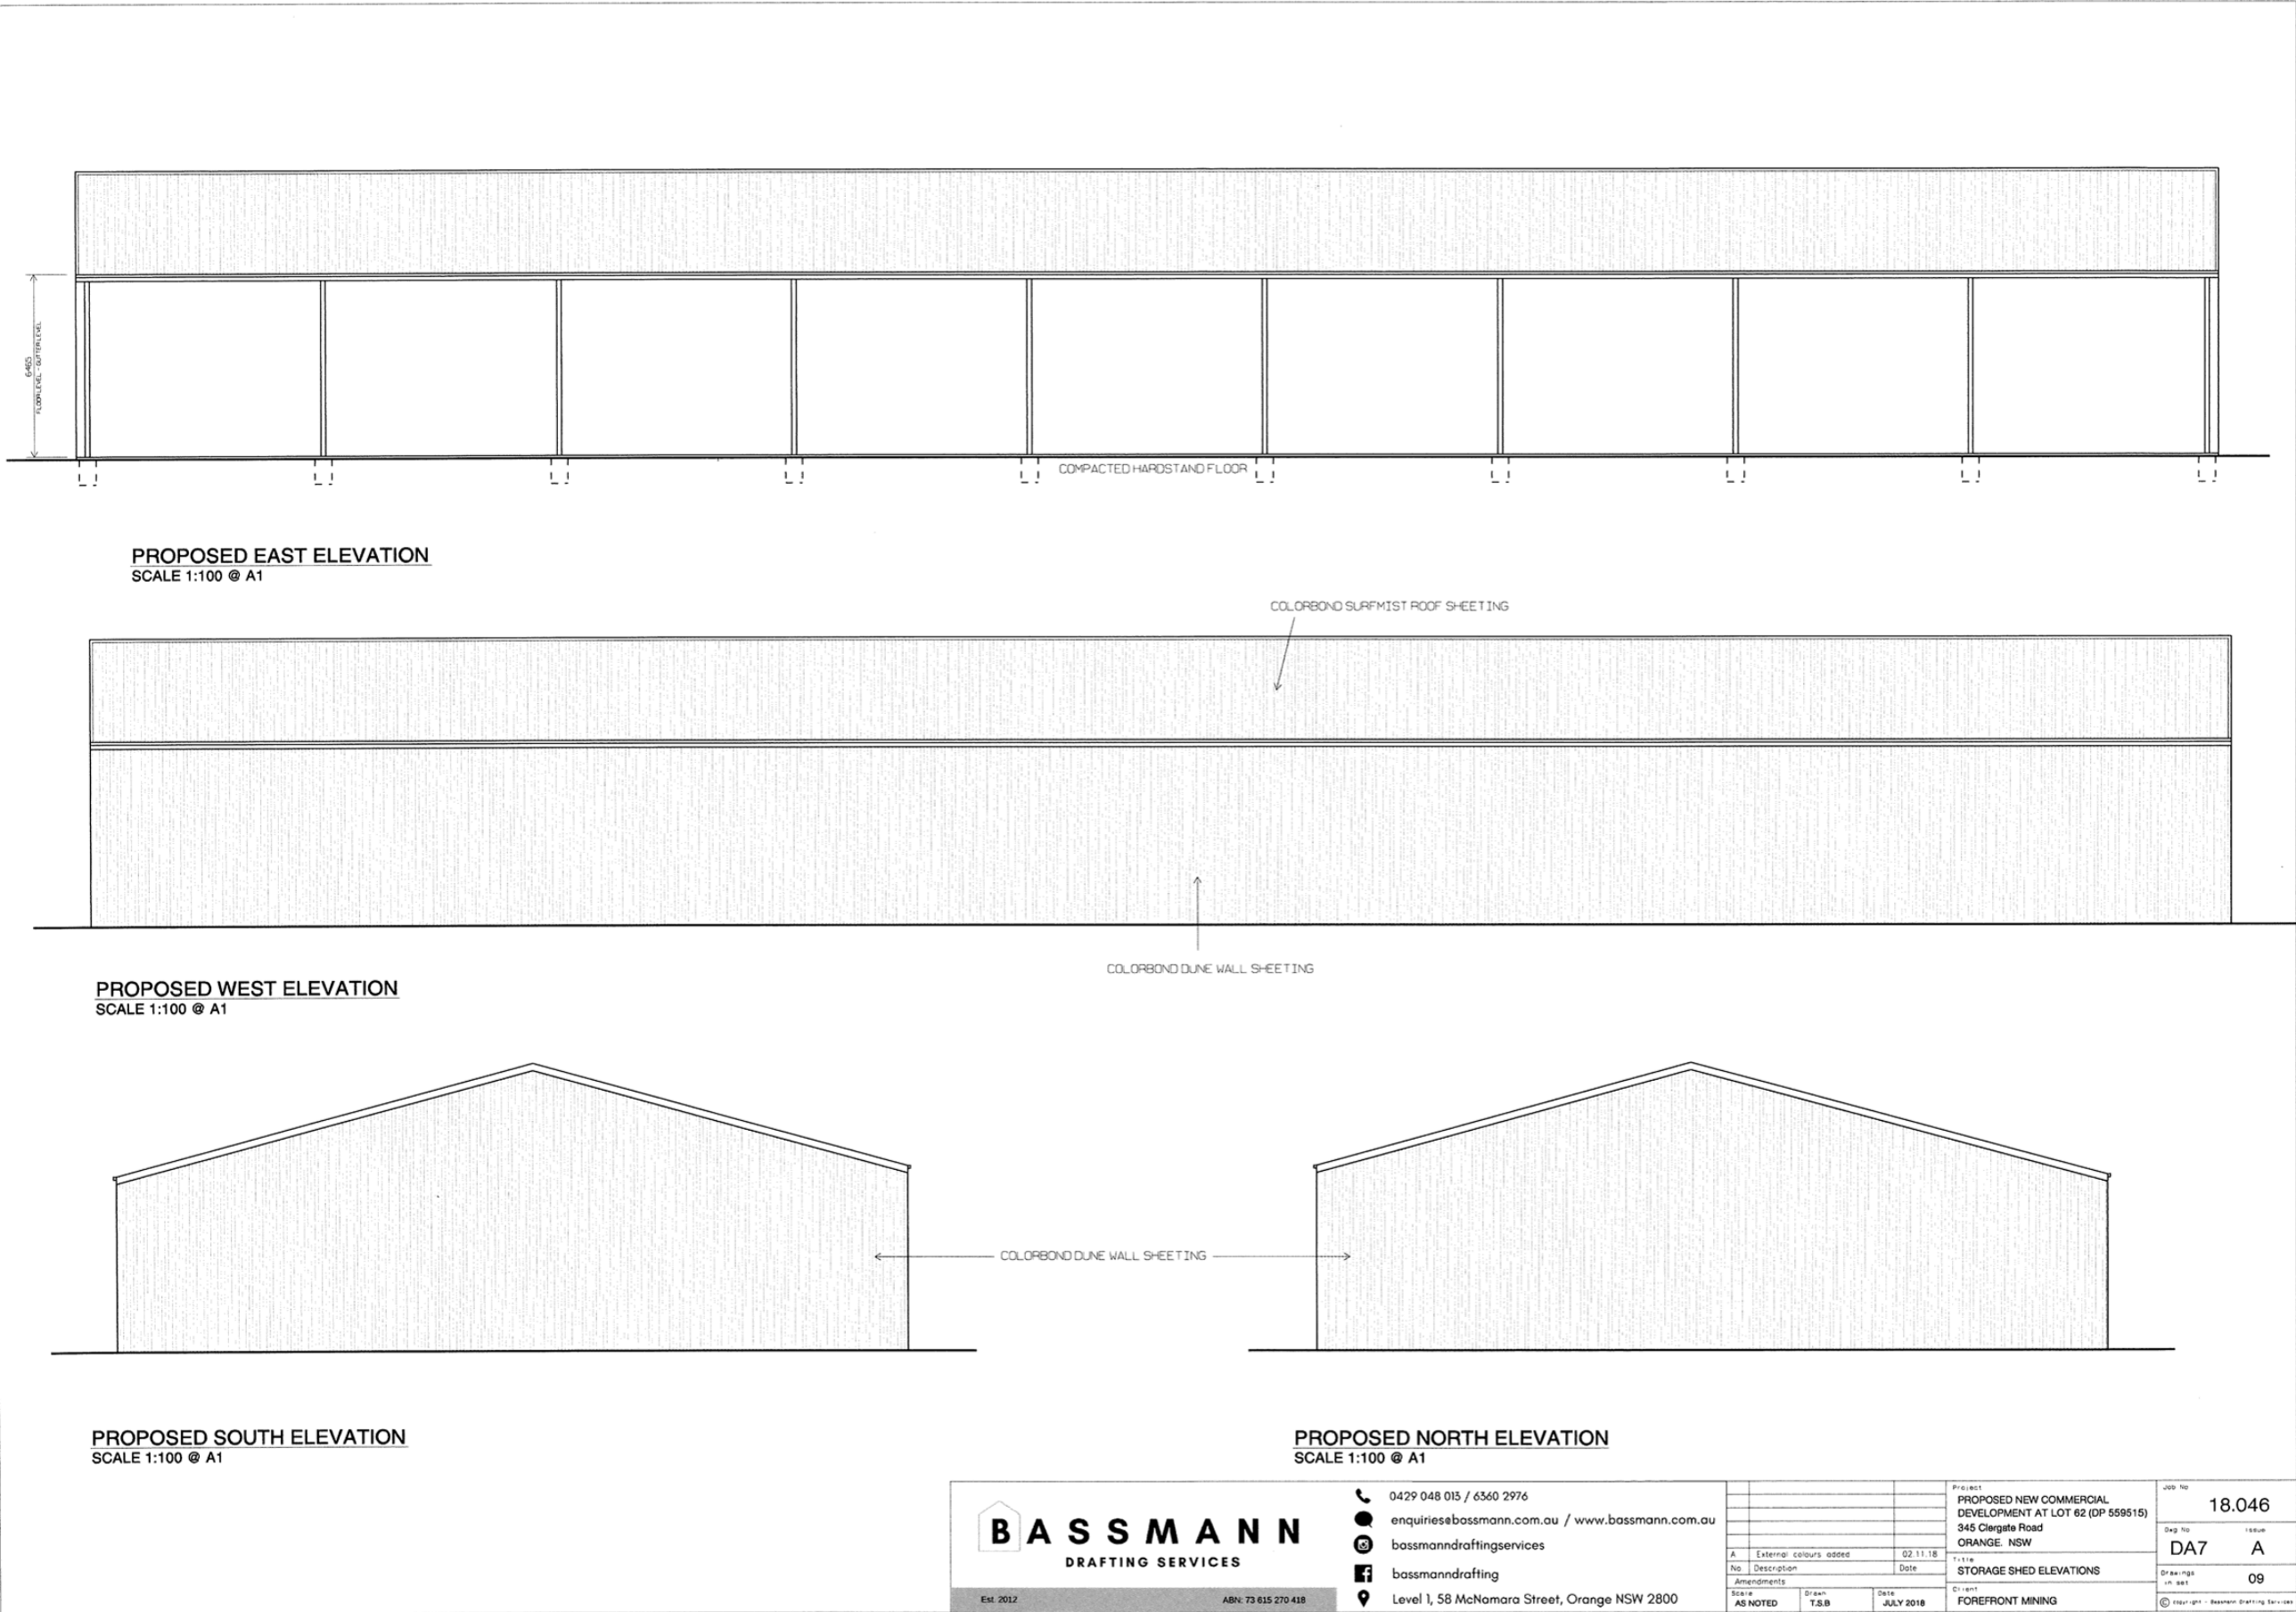 6465
FLOOR LEVEL - GUTTER LEVEL
COMPACTED HARDSTAND FLOOR
PROPOSED EAST ELEVATION
SCALE 1:100 @ A1
COLORBOND SURFMIST ROOF SHEETING
COLORBOND DUNE WALL SHEETING
PROPOSED WEST ELEVATION
SCALE 1:100 @ A1
COLORBOND DUNE WALL SHEETING
PROPOSED SOUTH ELEVATION
SCALE 1:100 @ A1
PROPOSED NORTH ELEVATION
SCALE 1:100 @ A1
BASSMANN
DRAFTING SERVICES
Est. 2012
ABN: 73 615 270 418
0429 048 013 / 6360 2976
enquiries@bassmann.com.au / www.bassmann.com.au
bassmanndraftingservices
bassmanndrafting
Level 1, 58 McNamara Street, Orange NSW 2800
A External colours added 02.11.18
No. Description Date
Amendments
Scale Drawn Date
AS NOTED T.S.B JULY 2018
Project
PROPOSED NEW COMMERCIAL
DEVELOPMENT AT LOT 62 (DP 559515)
345 Clergate Road
ORANGE. NSW
Title
STORAGE SHED ELEVATIONS
Client
FOREFRONT MINING
Job No
18.046
Dwg No Issue
DA7 A
Drawings
in set
09
© Copyright - Bassmann Drafting Services